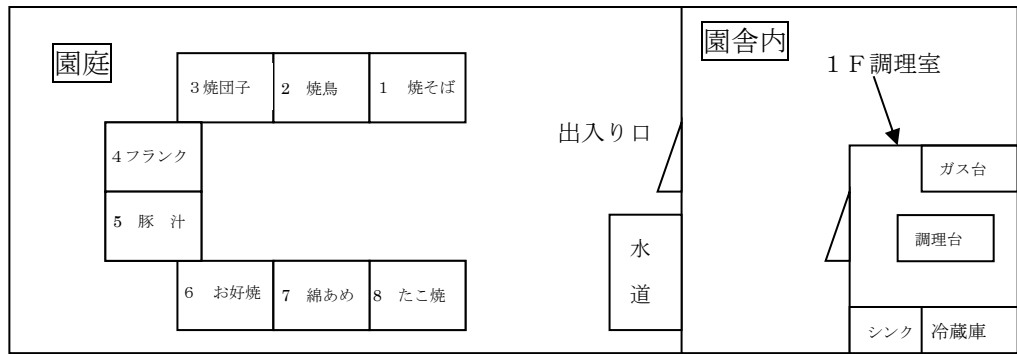 園庭
園舎内
１Ｆ調理室
3焼団子
2 焼鳥
1 焼そば
出入り口
4フランク
ガス台
5 豚 汁
水道
調理台
6 お好焼
7 綿あめ
8 たこ焼
シンク
冷蔵庫